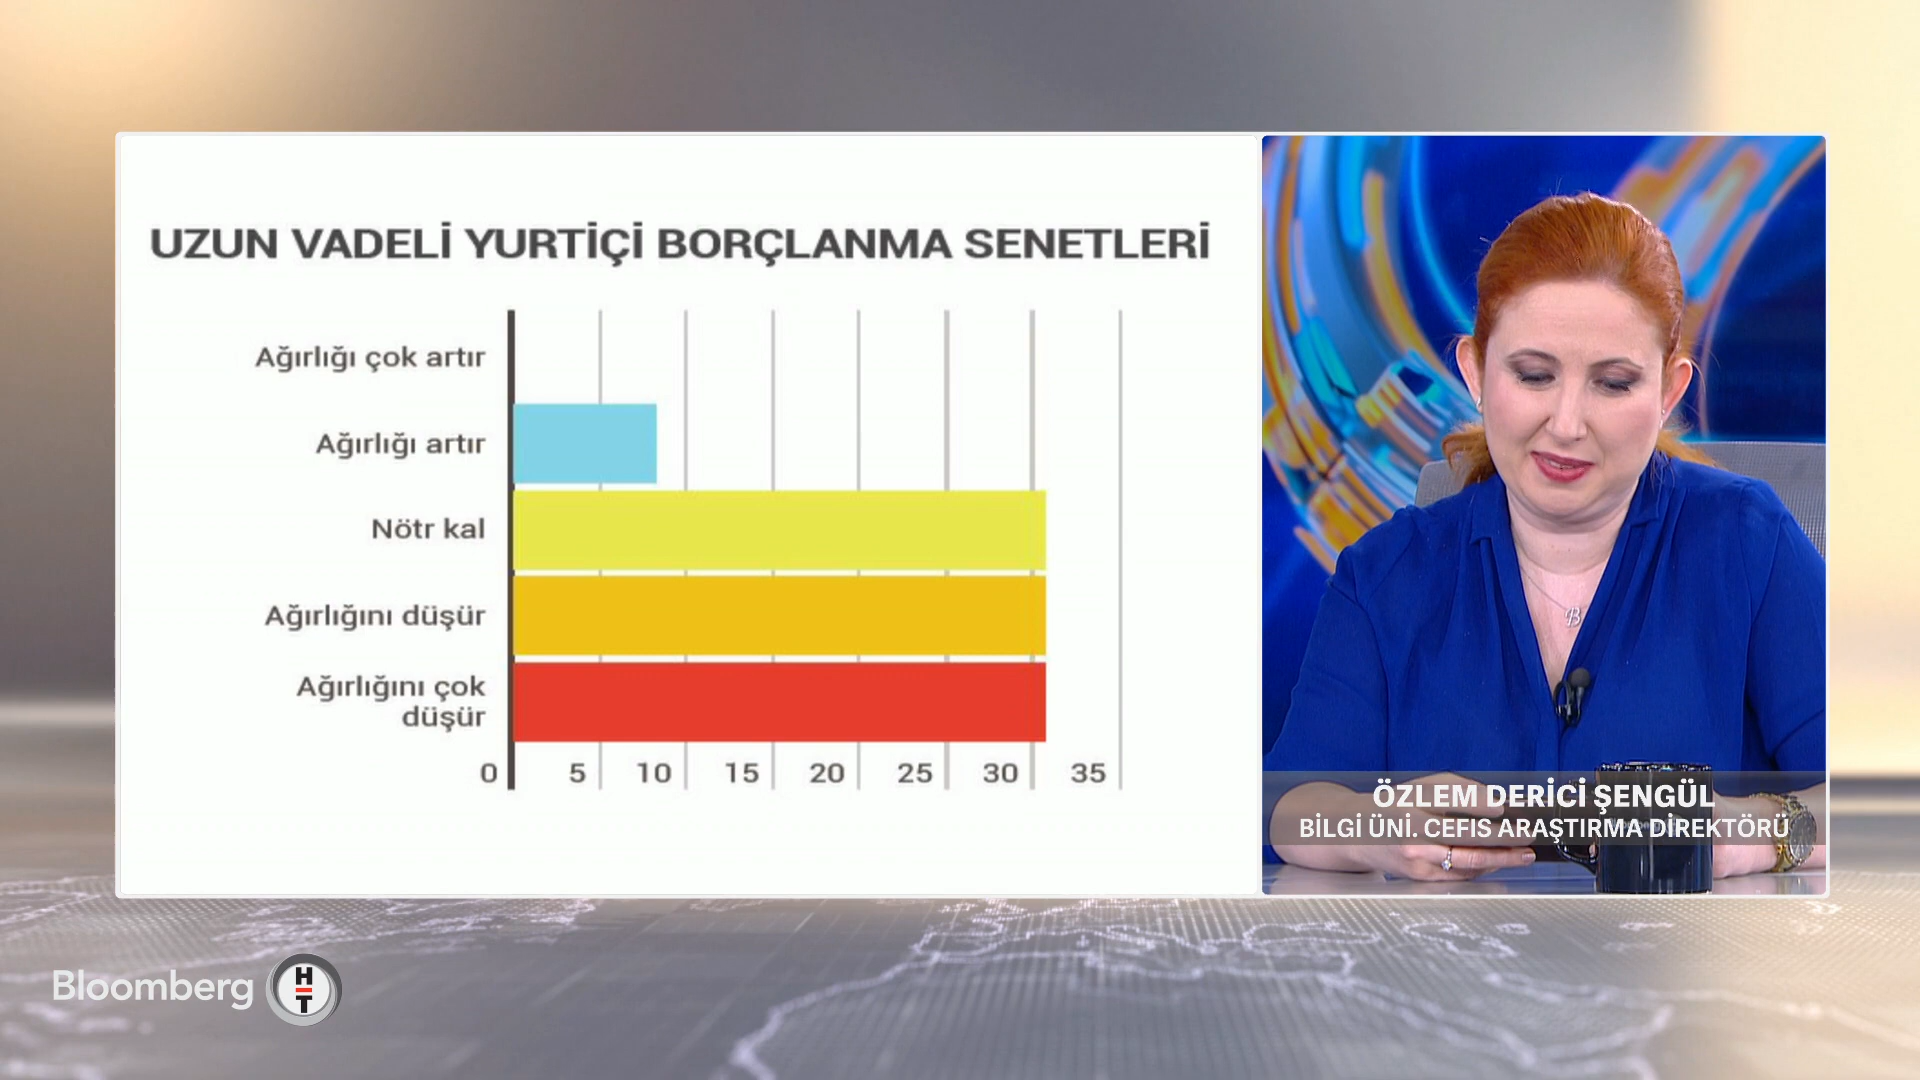 UZUN VADELİ YURTİÇİ BORÇLANMA SENETLERİ
Ağırlığı çok artır
Ağırlığı artır
Nötr kal
Ağırlığını düşür
Ağırlığını çok
düşür
0 5 10 15 20 25 30 35
ÖZLEM DERİCİ ŞENGÜL
BİLGİ ÜNİ. CEFIS ARAŞTIRMA DİREKTÖRÜ
Bloomberg HT